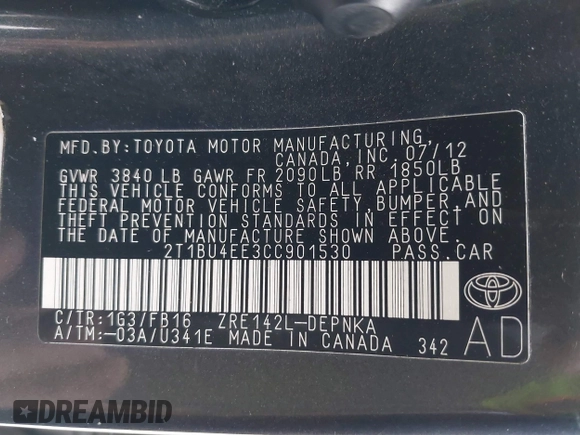 MFD.BY:TOYOTA MOTOR MANUFACTURING
CANADA,INC. 07/12
GVWR 3840 LB GAWR FR 2090LB RR 1850LB
THIS VEHICLE CONFORMS TO ALL APPLICABLE
FEDERAL MOTOR VEHICLE SAFETY, BUMPER,AND
THEFT PREVENTION STANDARDS IN EFFECT ON
THE DATE OF MANUFACTURE SHOWN ABOVE.
2T1BU4EE3CC901530 PASS.CAR
C/TR:1G3/FB16 ZRE142L-DEPNKA
A/TM:-03A/U341E MADE IN CANADA 342
AD
DREAMBID